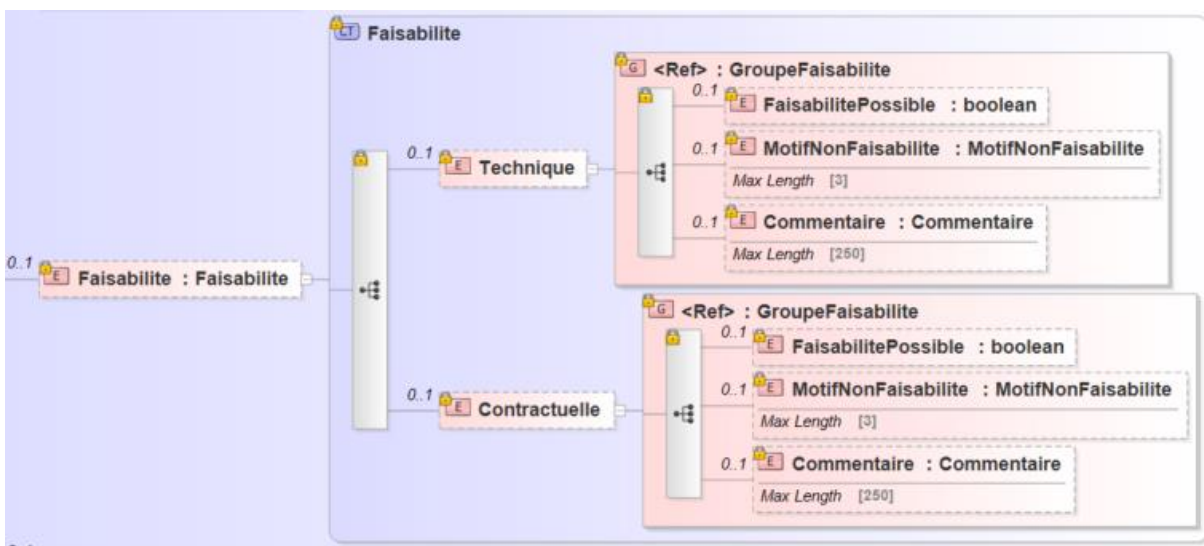 CT Faisabilite
G <Ref> : GroupeFaisabilite
0..1 E FaisabilitePossible : boolean
0..1 E MotifNonFaisabilite : MotifNonFaisabilite
Max Length [3]
0..1 E Technique
0..1 E Commentaire : Commentaire
Max Length [250]
0..1 E Faisabilite : Faisabilite
G <Ref> : GroupeFaisabilite
0..1 E FaisabilitePossible : boolean
0..1 E MotifNonFaisabilite : MotifNonFaisabilite
Max Length [3]
0..1 E Contractuelle
0..1 E Commentaire : Commentaire
Max Length [250]